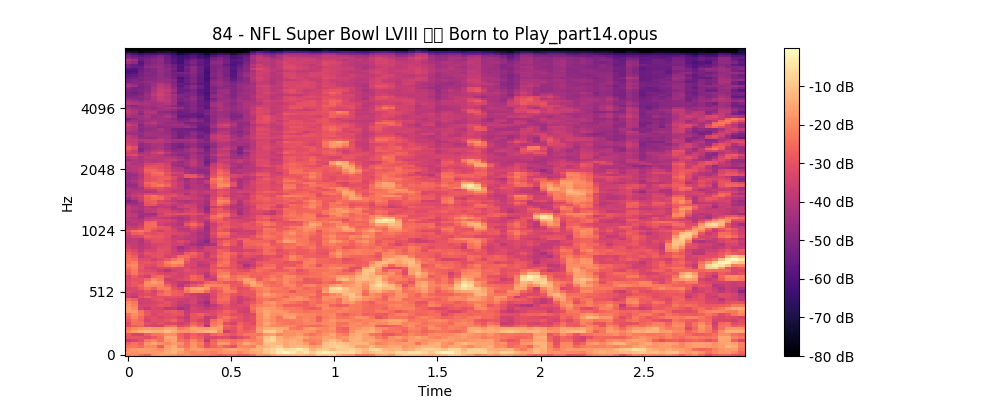 84 - NFL Super Bowl LVIII Born to Play_part14.opus
Hz
4096
2048
1024
512
0
0 0.5 1 1.5 2 2.5
Time
-10 dB
-20 dB
-30 dB
-40 dB
-50 dB
-60 dB
-70 dB
-80 dB